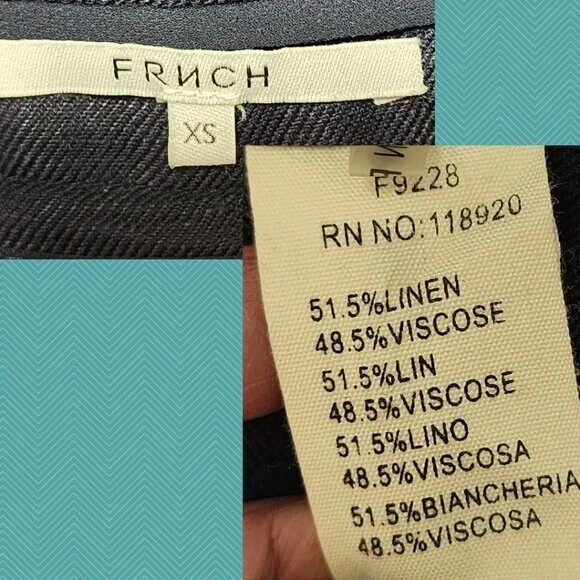 FRИCH
XS
F9228
RN NO:118920
51.5%LINEN
48.5%VISCOSE
51.5%LIN
48.5%VISCOSE
51.5%LINO
48.5%VISCOSA
51.5%BIANCHERIA
48.5%VISCOSA